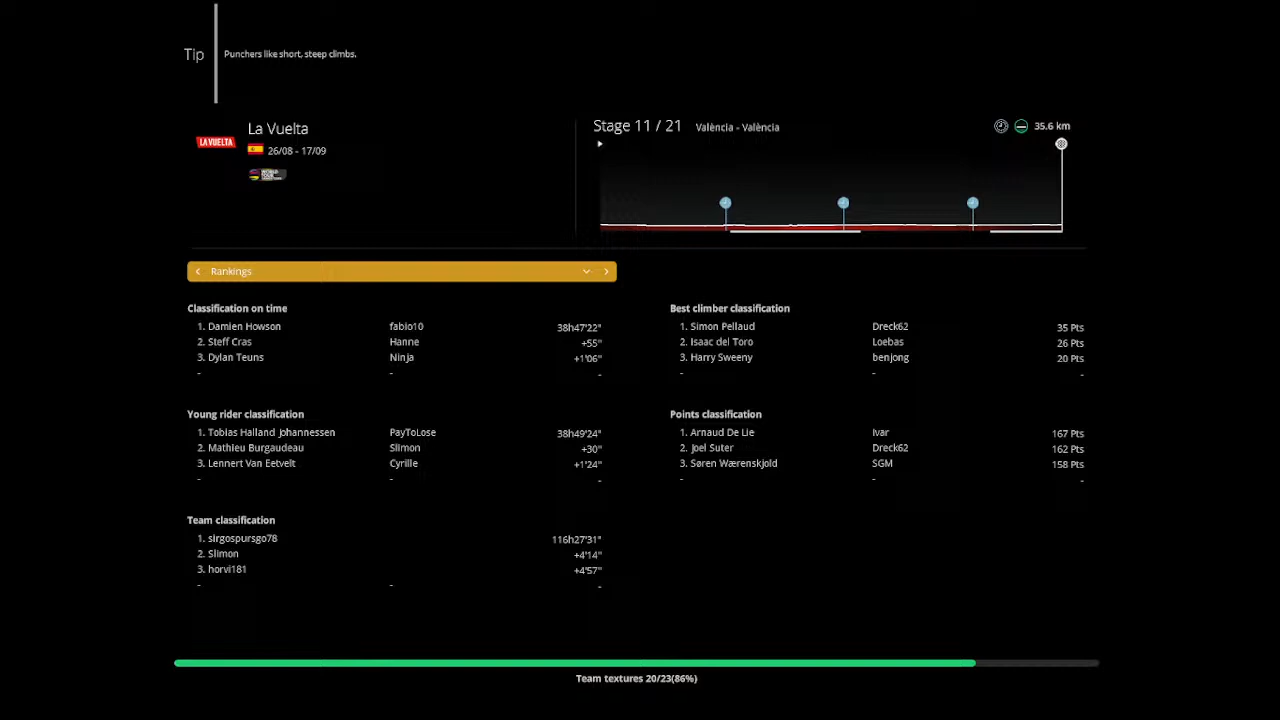 Tip
Punchers like short, steep climbs.
LA VUELTA
La Vuelta
26/08 - 17/09
WORLD TOUR
Stage 11 / 21 València - València
35.6 km
Rankings
Classification on time
1. Damien Howson fabio10 38h47'22"
2. Steff Cras Hanne +55"
3. Dylan Teuns Ninja +1'06"
- - -
Best climber classification
1. Simon Pellaud Dreck62 35 Pts
2. Isaac del Toro Loebas 26 Pts
3. Harry Sweeny benjong 20 Pts
- - -
Young rider classification
1. Tobias Halland Johannessen PayToLose 38h49'24"
2. Mathieu Burgaudeau Slimon +30"
3. Lennert Van Eetvelt Cyrille +1'24"
- - -
Points classification
1. Arnaud De Lie Ivar 167 Pts
2. Joel Suter Dreck62 162 Pts
3. Søren Wærenskjold SGM 158 Pts
- - -
Team classification
1. sirgospursgo78 116h27'31"
2. Slimon +4'14"
3. horvi181 +4'57"
- - -
Team textures 20/23(86%)